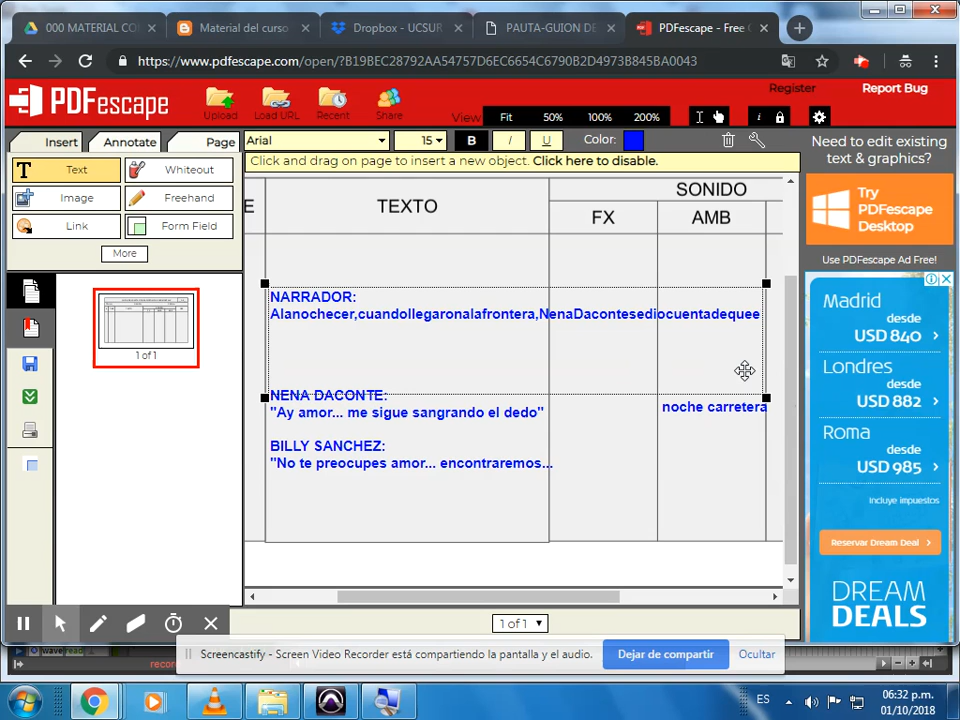 000 MATERIAL CO
Material del curso
Dropbox - UCSUR
PAUTA-GUION DE
PDFescape - Free O
https://www.pdfescape.com/open/?B19BEC28792AA54757D6EC6654C6790B2D4973B845BA0043
PDFescape
Upload
Load URL
Recent
Share
View
Fit
50%
100%
200%
Register
Report Bug
Insert
Annotate
Page
Arial
15
B
I
U
Color:
Click and drag on page to insert a new object. Click here to disable.
Text
Whiteout
Image
Freehand
Link
Form Field
More
1 of 1
E
TEXTO
SONIDO
FX
AMB
NARRADOR:
Alanochecer,cuandollegaronalafrontera,NenaDacontesediocuentadequee
NENA DACONTE:
"Ay amor... me sigue sangrando el dedo"
noche carretera
BILLY SANCHEZ:
"No te preocupes amor... encontraremos...
1 of 1
Need to edit existing
text & graphics?
Try
PDFescape
Desktop
Use PDFescape Ad Free!
Madrid
desde
USD 840
Londres
desde
USD 882
Roma
desde
USD 985
Incluye impuestos
Reservar Dream Deal
DREAM
DEALS
Screencastify - Screen Video Recorder está compartiendo la pantalla y el audio.
Dejar de compartir
Ocultar
wave
read
record
ES
06:32 p.m.
01/10/2018